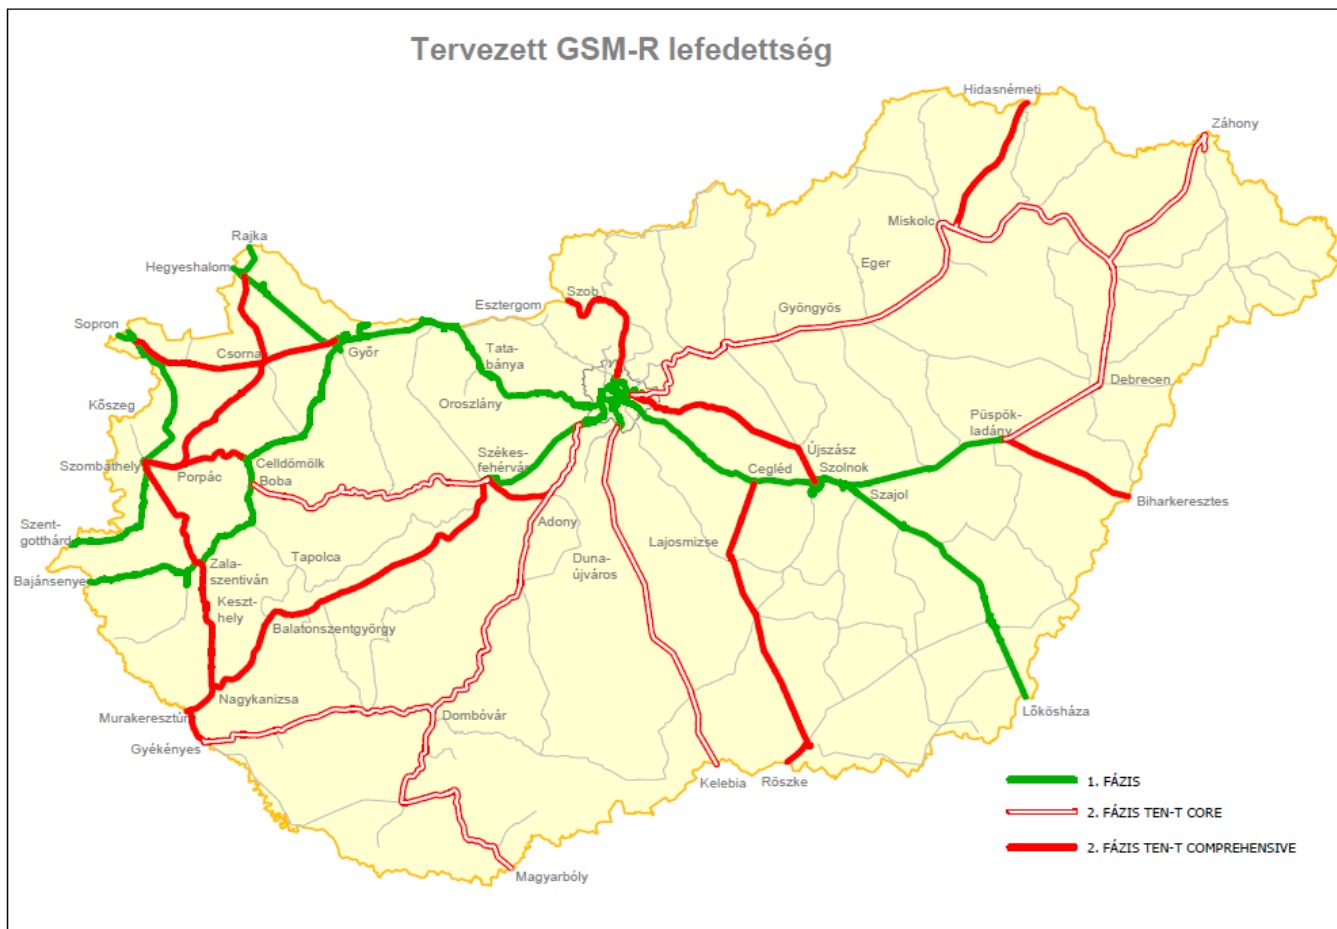 Tervezett GSM-R lefedettség
Hidasnémeti
Záhony
Miskolc
Rajka
Hegyeshalom
Eger
Szob
Esztergom
Gyöngyös
Sopron
Csorna
Győr
Tata-
bánya
Debrecen
Kőszeg
Oroszlány
Püspök-
ladány
Szombathely
Porpác
Celldömölk
Boba
Székes-
fehérvár
Cegléd
Újszász
Szolnok
Szajol
Biharkeresztes
Szent-
gotthárd
Adony
Lajosmizse
Bajánsenye
Zala-
szentiván
Tapolca
Duna-
újváros
Keszt-
hely
Balatonszentgyörgy
Nagykanizsa
Murakeresztúr
Dombóvár
Lőkösháza
Gyékényes
Kelebia
Röszke
Magyarbóly
1. FÁZIS
2. FÁZIS TEN-T CORE
2. FÁZIS TEN-T COMPREHENSIVE